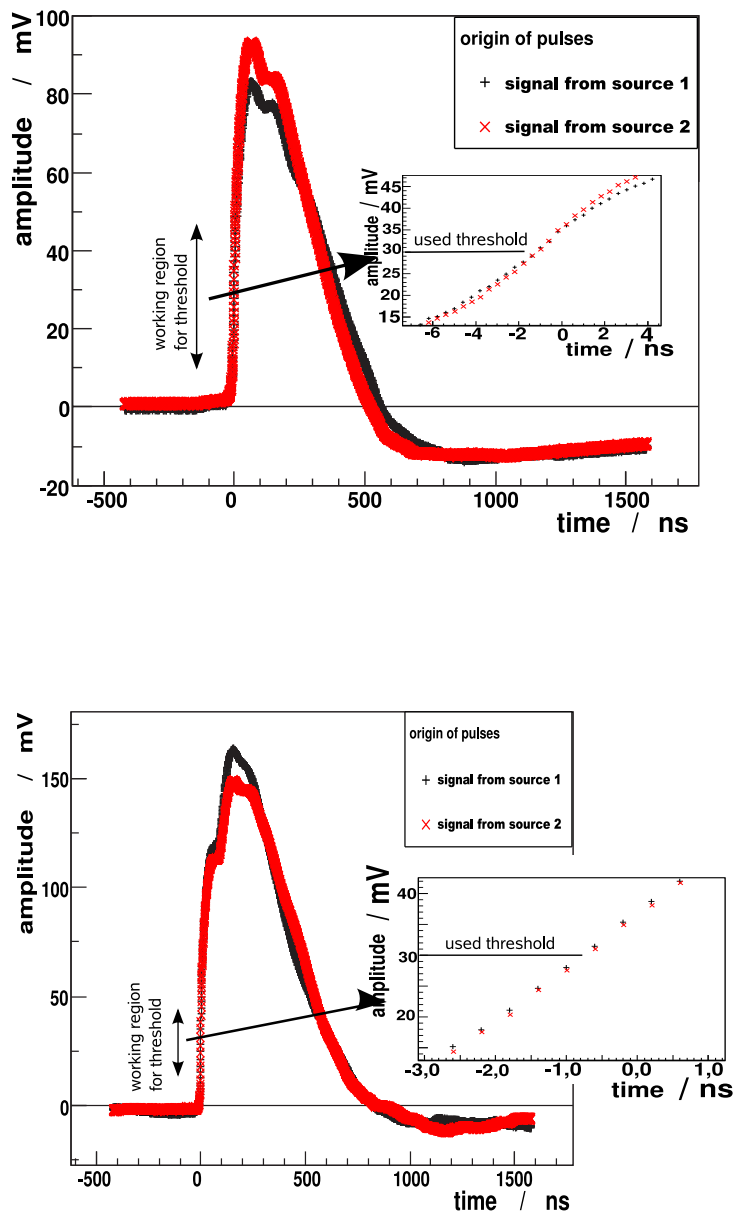 amplitude / mV
100
80
60
40
20
0
-20
-500
0
500
1000
1500
time / ns
origin of pulses
+ signal from source 1
× signal from source 2
working region
for threshold
amplitude / mV
45
40
35
30
25
20
15
used threshold
-6
-4
-2
0
2
4
time / ns
amplitude / mV
150
100
50
0
-500
0
500
1000
1500
time / ns
origin of pulses
+ signal from source 1
× signal from source 2
working region
for threshold
amplitude / mV
40
30
20
used threshold
-3,0
-2,0
-1,0
0,0
1,0
time / ns